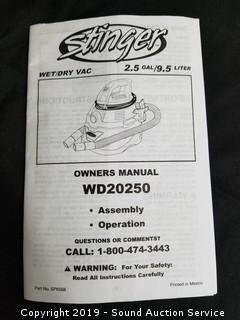 Stinger
WET/DRY VAC 2.5 GAL/9.5 LITER
OWNERS MANUAL
WD20250
• Assembly
• Operation
QUESTIONS OR COMMENTS?
CALL: 1-800-474-3443
⚠ WARNING: For Your Safety:
Read All Instructions Carefully
Part No. Printed in Mexico
Copyright 2019 - Sound Auction Service